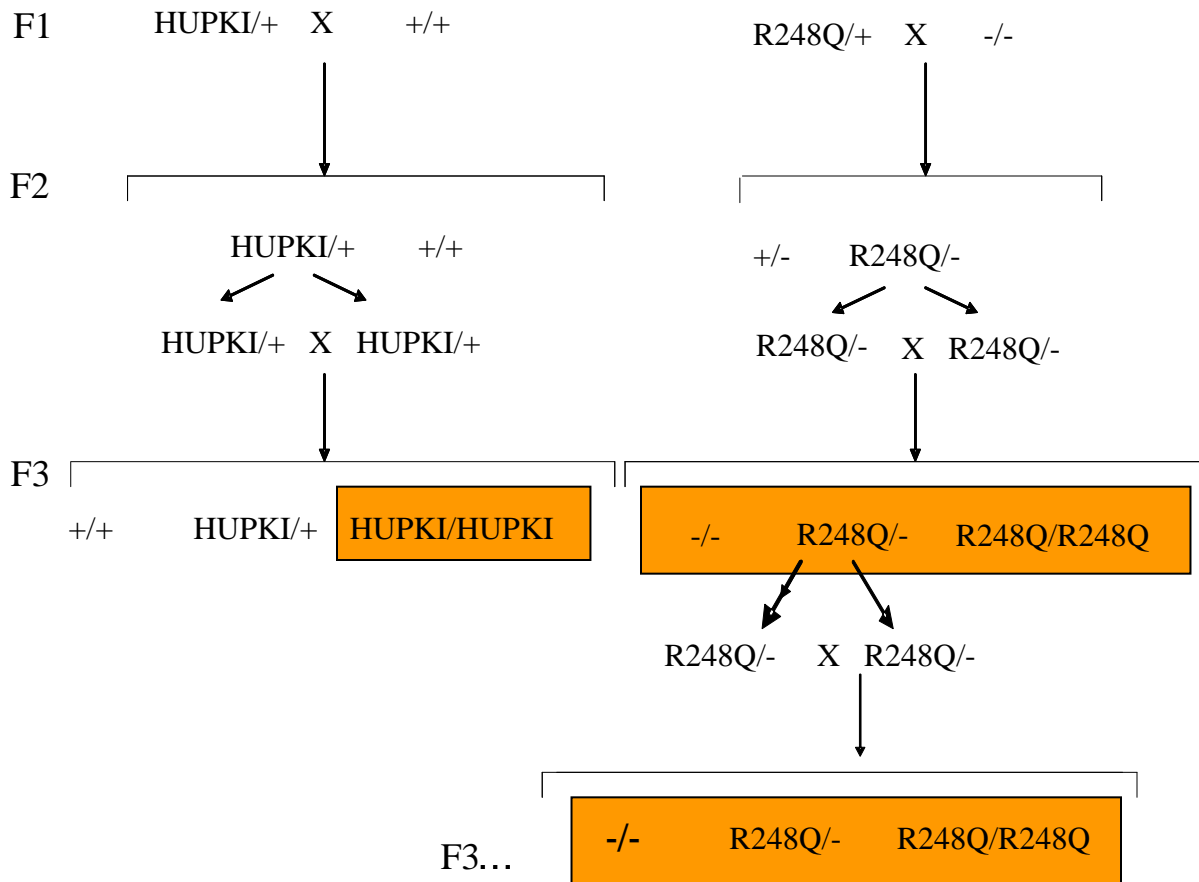 F1 HUPKI/+ X +/+ R248Q/+ X -/-
F2
HUPKI/+ +/+ +/- R248Q/-
HUPKI/+ X HUPKI/+ R248Q/- X R248Q/-
F3
+/+ HUPKI/+ HUPKI/HUPKI -/- R248Q/- R248Q/R248Q
R248Q/- X R248Q/-
-/- R248Q/- R248Q/R248Q
F3...